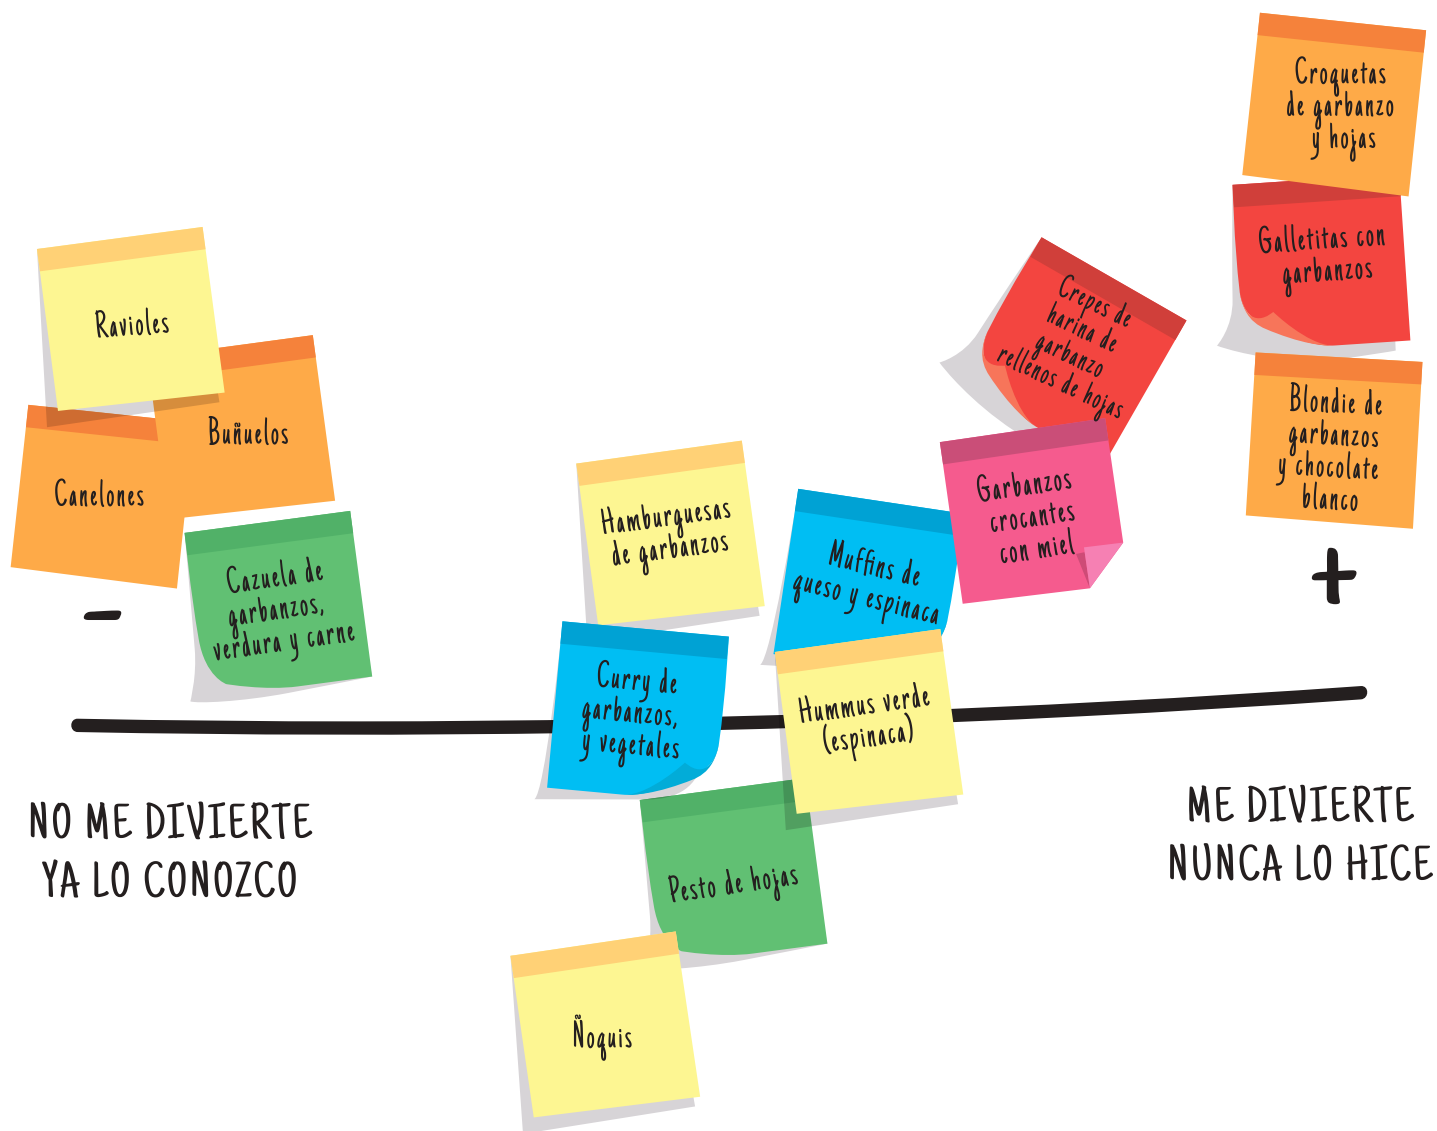 Croquetas
de garbanzo
y hojas
Galletitas con
garbanzos
Blondie de
garbanzos
y chocolate
blanco
+
Crepes de
harina de
garbanzo
rellenos de hojas
Garbanzos
crocantes
con miel
Ravioles
Buñuelos
Canelones
Cazuela de
garbanzos,
verdura y carne
-
Hamburguesas
de garbanzos
Muffins de
queso y espinaca
Curry de
garbanzos,
y vegetales
Hummus verde
(espinaca)
Pesto de hojas
Ñoquis
NO ME DIVIERTE
YA LO CONOZCO
ME DIVIERTE
NUNCA LO HICE